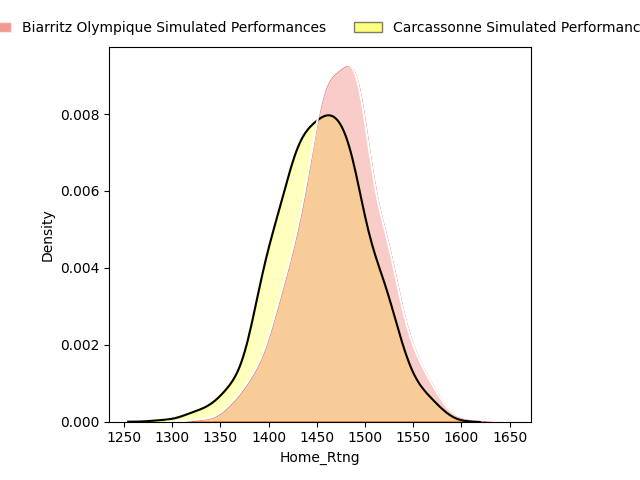 Biarritz Olympique Simulated Performances
Carcassonne Simulated Performanc
0.008
0.006
0.004
0.002
0.000
Density
1250 1300 1350 1400 1450 1500 1550 1600 1650
Home_Rtng